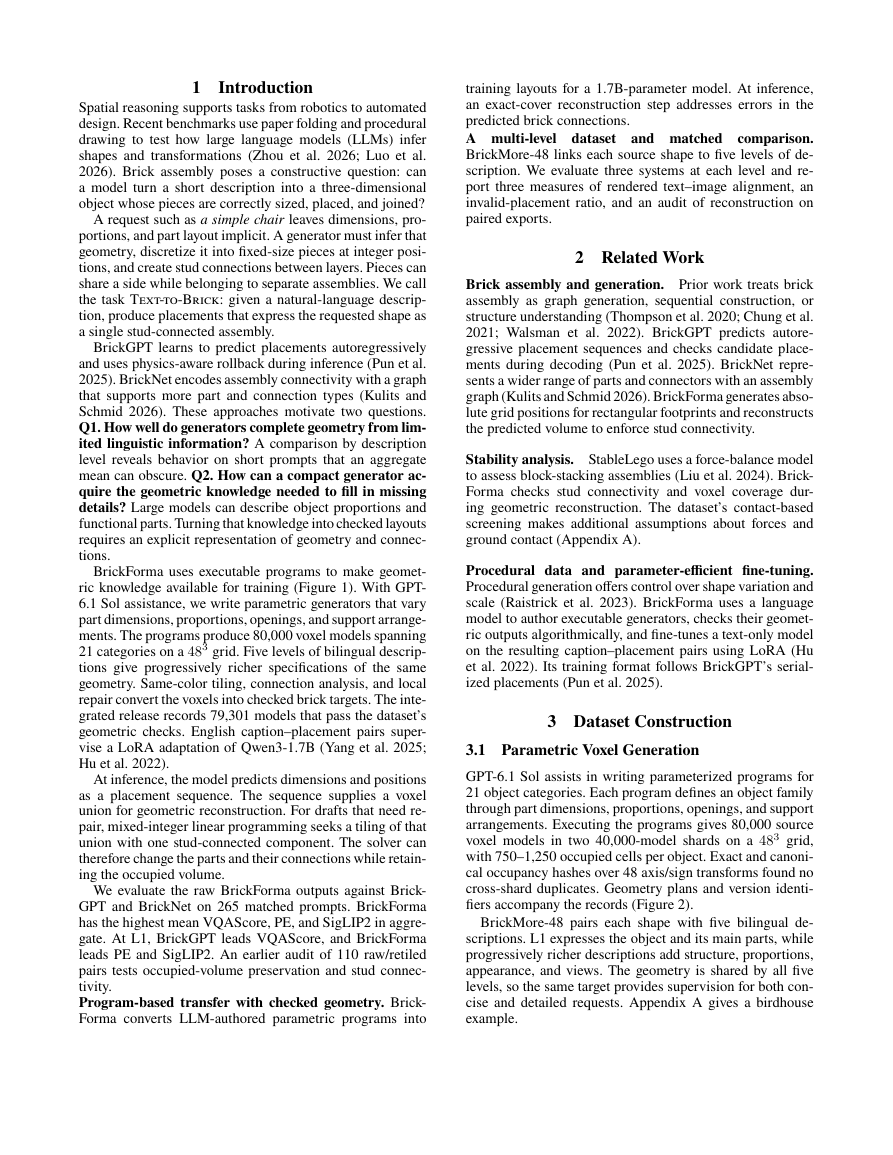 1 Introduction
Spatial reasoning supports tasks from robotics to automated
design. Recent benchmarks use paper folding and procedural
drawing to test how large language models (LLMs) infer
shapes and transformations (Zhou et al. 2026; Luo et al.
2026). Brick assembly poses a constructive question: can
a model turn a short description into a three-dimensional
object whose pieces are correctly sized, placed, and joined?
A request such as a simple chair leaves dimensions, pro-
portions, and part layout implicit. A generator must infer that
geometry, discretize it into fixed-size pieces at integer posi-
tions, and create stud connections between layers. Pieces can
share a side while belonging to separate assemblies. We call
the task TEXT-TO-BRICK: given a natural-language descrip-
tion, produce placements that express the requested shape as
a single stud-connected assembly.
BrickGPT learns to predict placements autoregressively
and uses physics-aware rollback during inference (Pun et al.
2025). BrickNet encodes assembly connectivity with a graph
that supports more part and connection types (Kulits and
Schmid 2026). These approaches motivate two questions.
Q1. How well do generators complete geometry from lim-
ited linguistic information? A comparison by description
level reveals behavior on short prompts that an aggregate
mean can obscure. Q2. How can a compact generator ac-
quire the geometric knowledge needed to fill in missing
details? Large models can describe object proportions and
functional parts. Turning that knowledge into checked layouts
requires an explicit representation of geometry and connec-
tions.
BrickForma uses executable programs to make geomet-
ric knowledge available for training (Figure 1). With GPT-
6.1 Sol assistance, we write parametric generators that vary
part dimensions, proportions, openings, and support arrange-
ments. The programs produce 80,000 voxel models spanning
21 categories on a 48³ grid. Five levels of bilingual descrip-
tions give progressively richer specifications of the same
geometry. Same-color tiling, connection analysis, and local
repair convert the voxels into checked brick targets. The inte-
grated release records 79,301 models that pass the dataset's
geometric checks. English caption–placement pairs super-
vise a LoRA adaptation of Qwen3-1.7B (Yang et al. 2025;
Hu et al. 2022).
At inference, the model predicts dimensions and positions
as a placement sequence. The sequence supplies a voxel
union for geometric reconstruction. For drafts that need re-
pair, mixed-integer linear programming seeks a tiling of that
union with one stud-connected component. The solver can
therefore change the parts and their connections while retain-
ing the occupied volume.
We evaluate the raw BrickForma outputs against Brick-
GPT and BrickNet on 265 matched prompts. BrickForma
has the highest mean VQAScore, PE, and SigLIP2 in aggre-
gate. At L1, BrickGPT leads VQAScore, and BrickForma
leads PE and SigLIP2. An earlier audit of 110 raw/retiled
pairs tests occupied-volume preservation and stud connec-
tivity.
Program-based transfer with checked geometry. Brick-
Forma converts LLM-authored parametric programs into
training layouts for a 1.7B-parameter model. At inference,
an exact-cover reconstruction step addresses errors in the
predicted brick connections.
A multi-level dataset and matched comparison.
BrickMore-48 links each source shape to five levels of de-
scription. We evaluate three systems at each level and re-
port three measures of rendered text–image alignment, an
invalid-placement ratio, and an audit of reconstruction on
paired exports.
2 Related Work
Brick assembly and generation. Prior work treats brick
assembly as graph generation, sequential construction, or
structure understanding (Thompson et al. 2020; Chung et al.
2021; Walsman et al. 2022). BrickGPT predicts autore-
gressive placement sequences and checks candidate place-
ments during decoding (Pun et al. 2025). BrickNet repre-
sents a wider range of parts and connectors with an assembly
graph (Kulits and Schmid 2026). BrickForma generates abso-
lute grid positions for rectangular footprints and reconstructs
the predicted volume to enforce stud connectivity.
Stability analysis. StableLego uses a force-balance model
to assess block-stacking assemblies (Liu et al. 2024). Brick-
Forma checks stud connectivity and voxel coverage dur-
ing geometric reconstruction. The dataset's contact-based
screening makes additional assumptions about forces and
ground contact (Appendix A).
Procedural data and parameter-efficient fine-tuning.
Procedural generation offers control over shape variation and
scale (Raistrick et al. 2023). BrickForma uses a language
model to author executable generators, checks their geomet-
ric outputs algorithmically, and fine-tunes a text-only model
on the resulting caption–placement pairs using LoRA (Hu
et al. 2022). Its training format follows BrickGPT's serial-
ized placements (Pun et al. 2025).
3 Dataset Construction
3.1 Parametric Voxel Generation
GPT-6.1 Sol assists in writing parameterized programs for
21 object categories. Each program defines an object family
through part dimensions, proportions, openings, and support
arrangements. Executing the programs gives 80,000 source
voxel models in two 40,000-model shards on a 48³ grid,
with 750–1,250 occupied cells per object. Exact and canoni-
cal occupancy hashes over 48 axis/sign transforms found no
cross-shard duplicates. Geometry plans and version identi-
fiers accompany the records (Figure 2).
BrickMore-48 pairs each shape with five bilingual de-
scriptions. L1 expresses the object and its main parts, while
progressively richer descriptions add structure, proportions,
appearance, and views. The geometry is shared by all five
levels, so the same target provides supervision for both con-
cise and detailed requests. Appendix A gives a birdhouse
example.